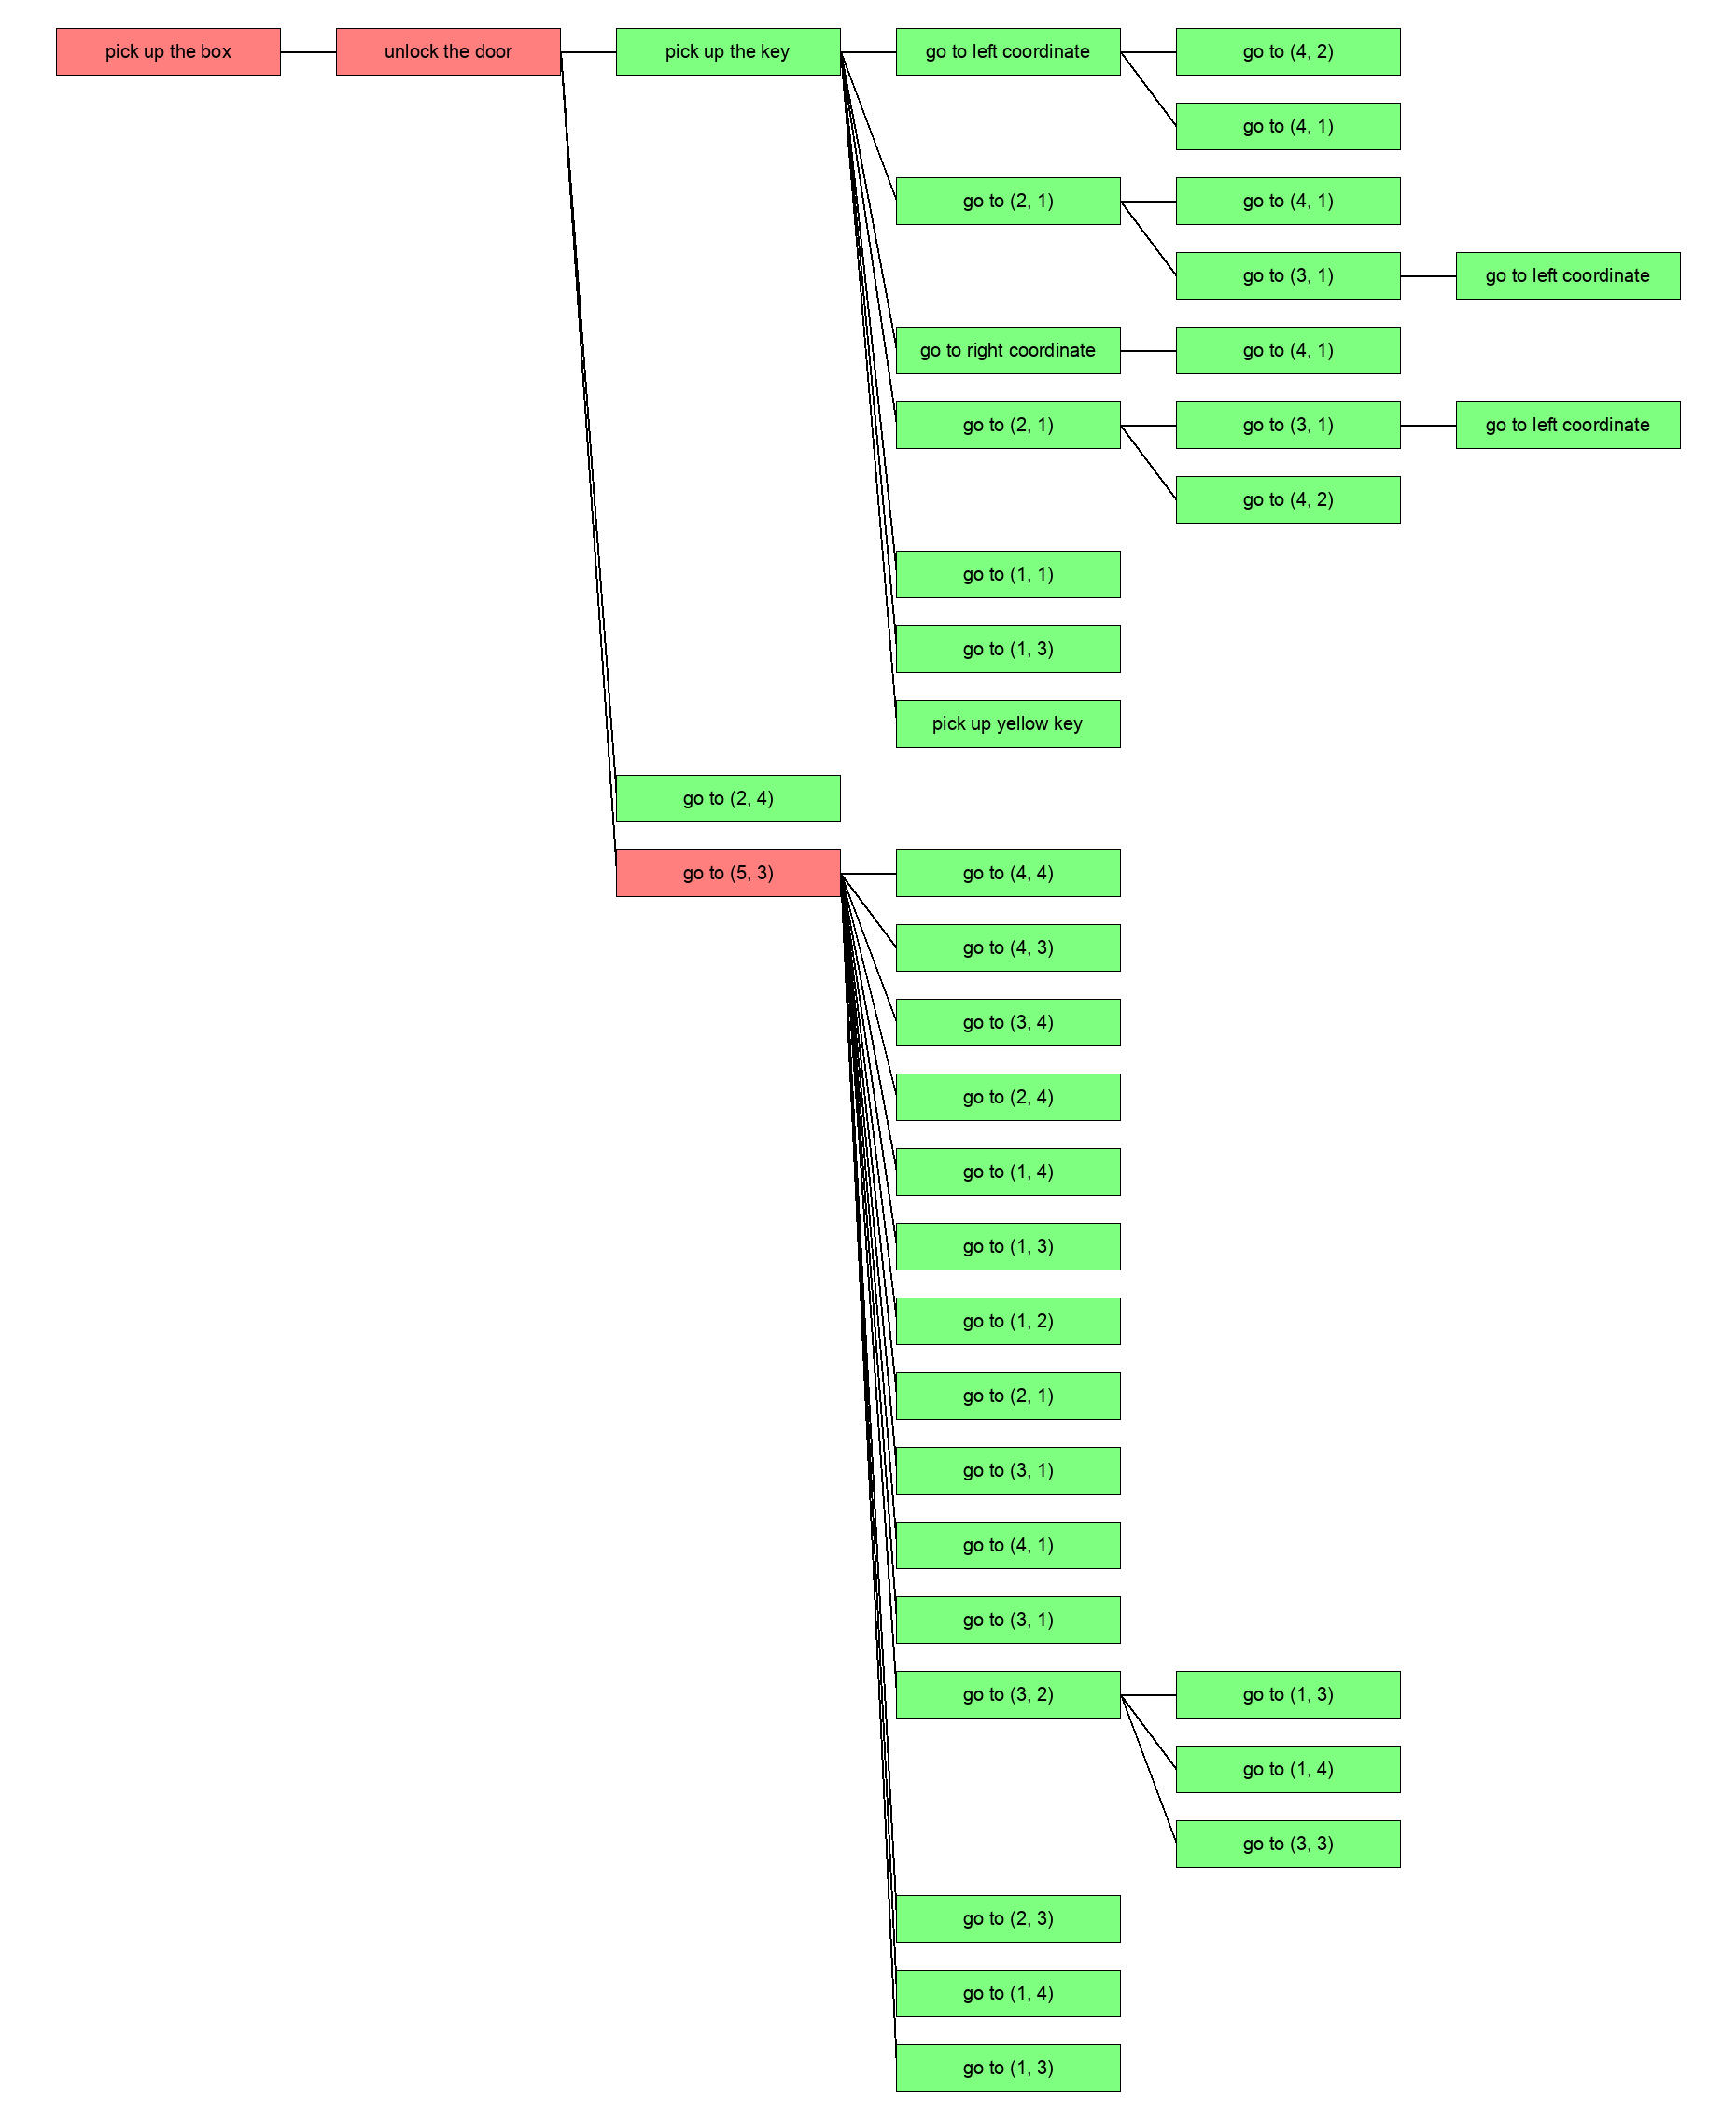 pick up the box
unlock the door
pick up the key
go to left coordinate
go to (4, 2)
go to (4, 1)
go to (2, 1)
go to (4, 1)
go to (3, 1)
go to left coordinate
go to right coordinate
go to (4, 1)
go to (2, 1)
go to (3, 1)
go to left coordinate
go to (4, 2)
go to (1, 1)
go to (1, 3)
pick up yellow key
go to (2, 4)
go to (5, 3)
go to (4, 4)
go to (4, 3)
go to (3, 4)
go to (2, 4)
go to (1, 4)
go to (1, 3)
go to (1, 2)
go to (2, 1)
go to (3, 1)
go to (4, 1)
go to (3, 1)
go to (3, 2)
go to (1, 3)
go to (1, 4)
go to (3, 3)
go to (2, 3)
go to (1, 4)
go to (1, 3)